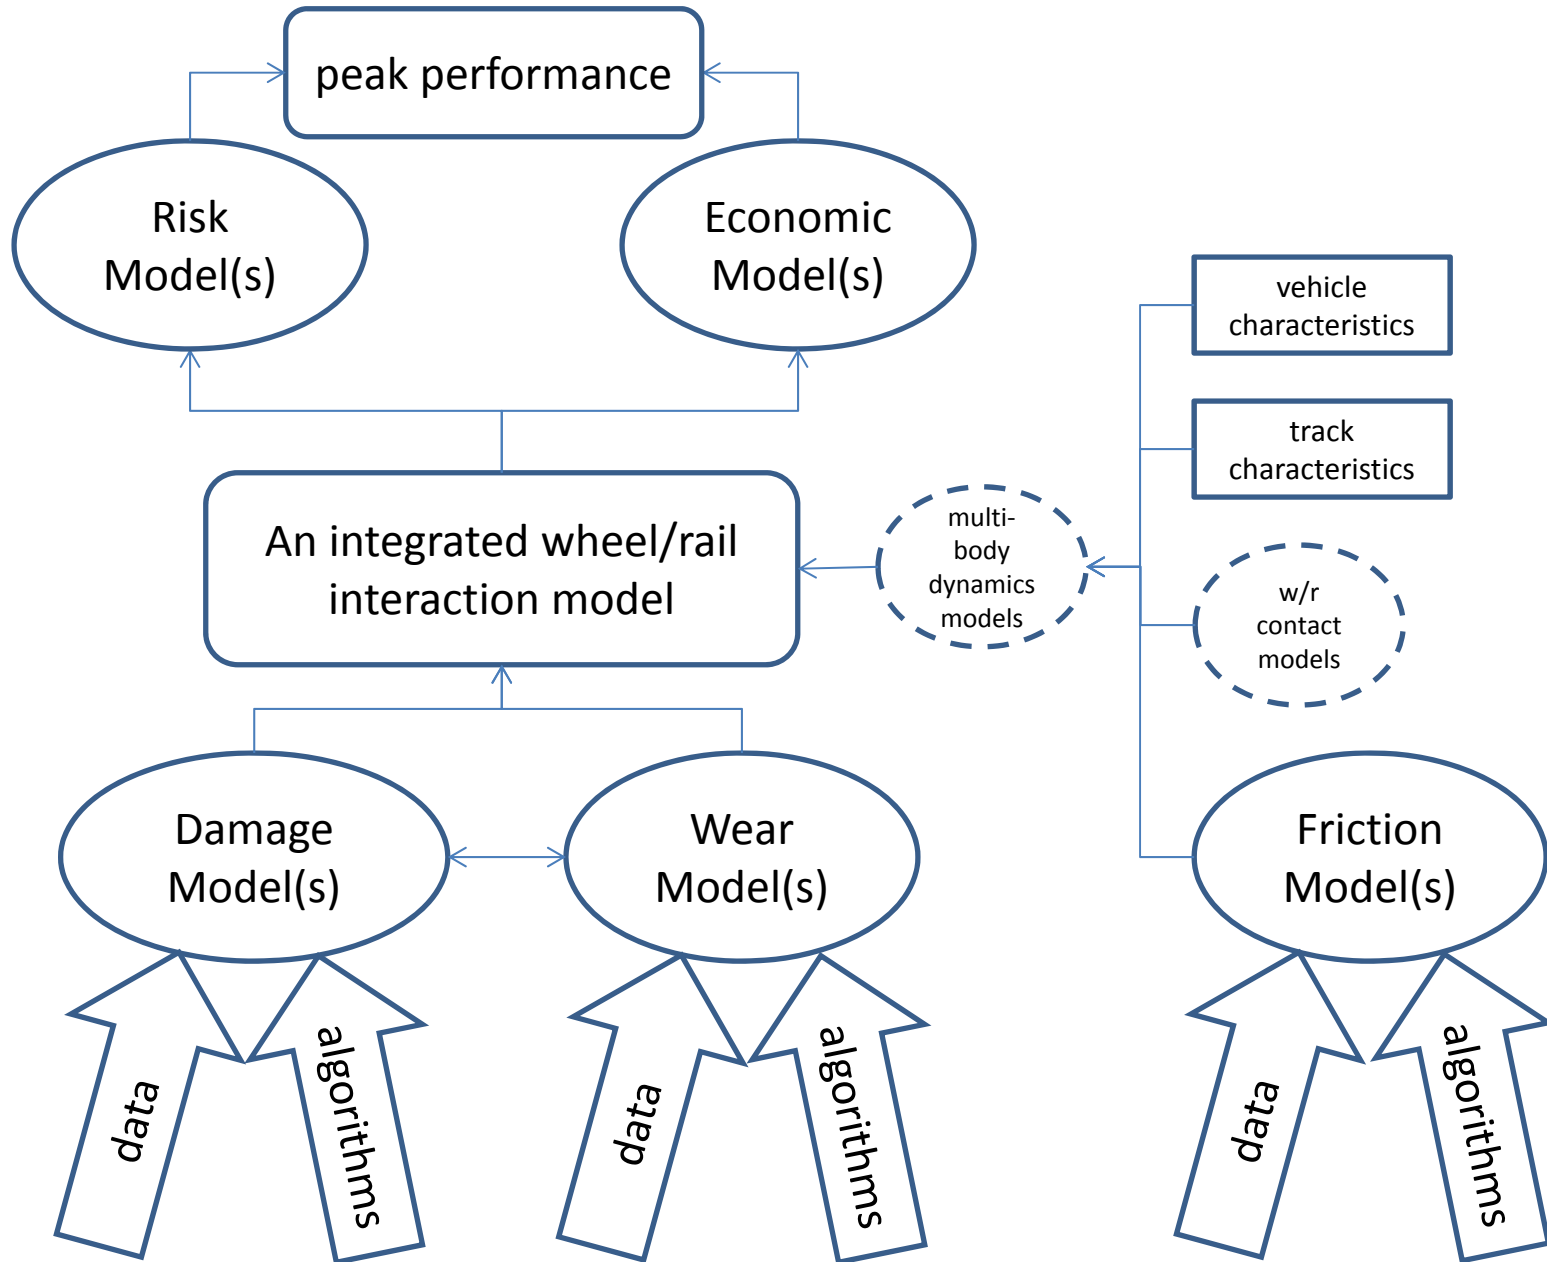 peak performance
Risk
Model(s)
Economic
Model(s)
vehicle
characteristics
track
characteristics
An integrated wheel/rail
interaction model
multi-
body
dynamics
models
w/r
contact
models
Damage
Model(s)
Wear
Model(s)
Friction
Model(s)
data
algorithms
data
algorithms
data
algorithms